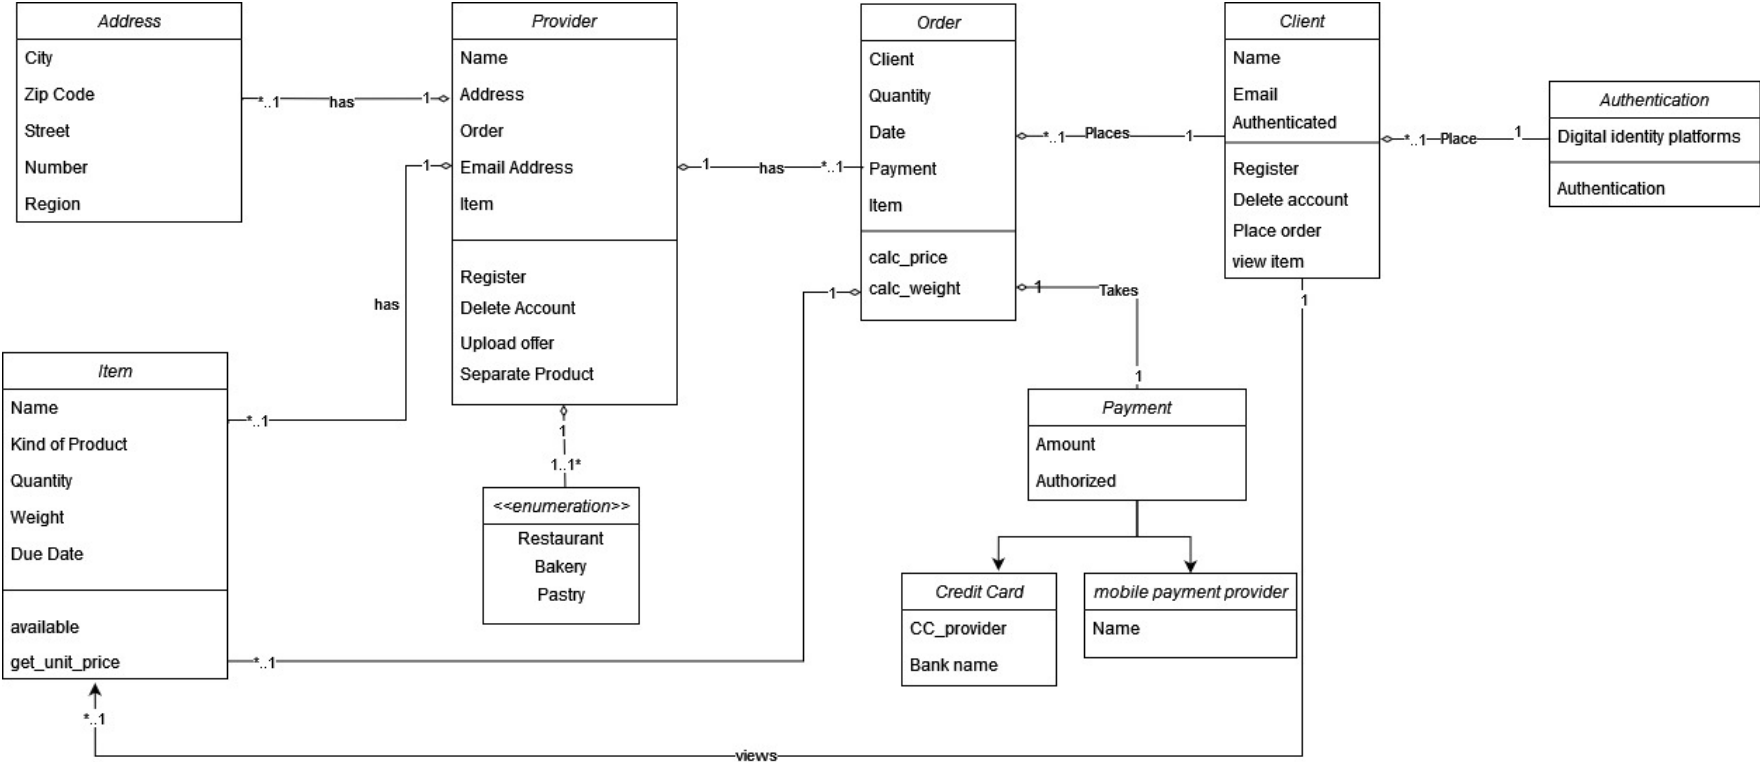 Address
City
Zip Code
Street
Number
Region
*..1
has
1
Provider
Name
Address
Order
Email Address
Item
Register
Delete Account
Upload offer
Separate Product
1
has
*..1
Order
Client
Quantity
Date
Payment
Item
calc_price
calc_weight
*..1
Places
1
Client
Name
Email
Authenticated
Register
Delete account
Place order
view item
*..1
Place
1
Authentication
Digital identity platforms
Authentication
1
has
*..1
Item
Name
Kind of Product
Quantity
Weight
Due Date
available
get_unit_price
1
1..1*
<<enumeration>>
Restaurant
Bakery
Pastry
1
*..1
1
Takes
1
Payment
Amount
Authorized
Credit Card
CC_provider
Bank name
mobile payment provider
Name
1
views
*..1